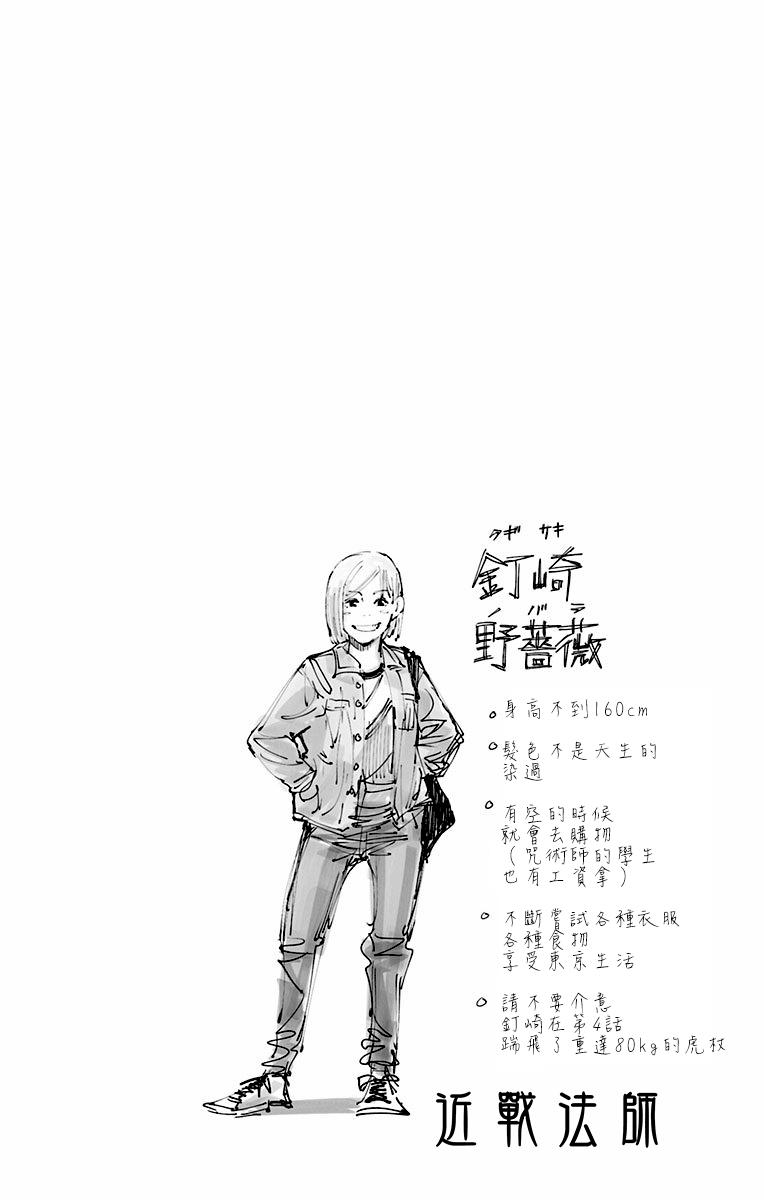 クギ サキ
釘崎
ノ バラ
野薔薇
身高不到160cm
髮色不是天生的
染過
有空的時候
就會去購物
(咒術師的學生
也有工資拿)
不斷嘗試各種衣服
各種食物
享受東京生活
請不要介意
釘崎在第4話
踹飛了重達80kg的虎杖
近戰法師